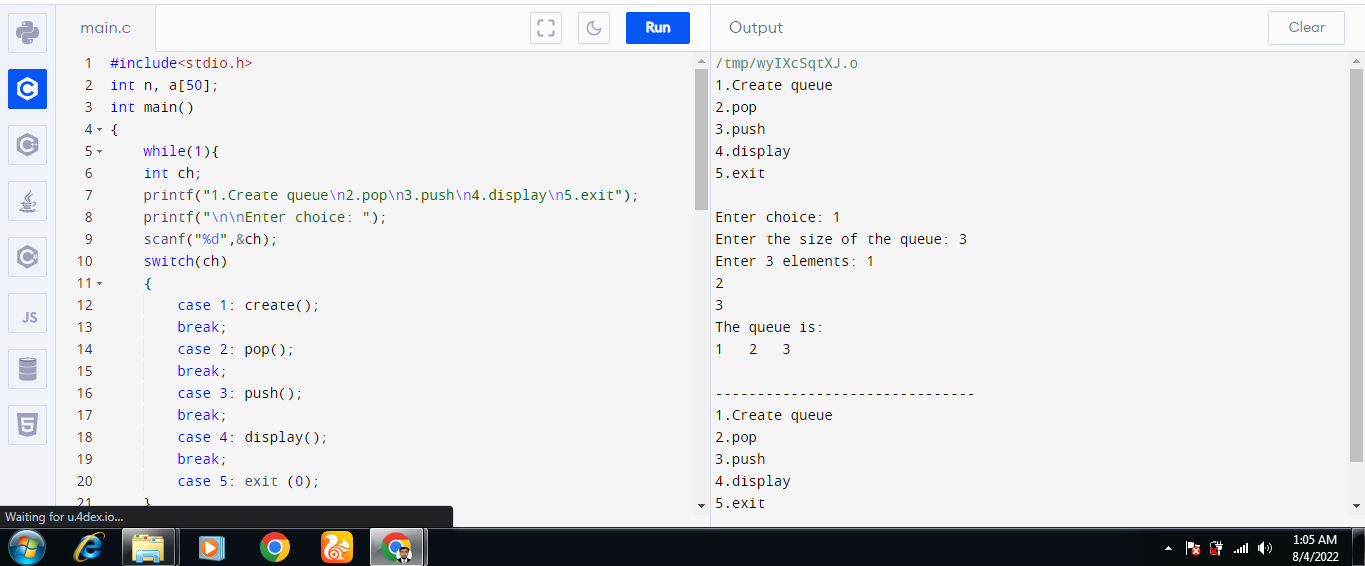 main.c
Run
Output
Clear
1 #include<stdio.h>
2 int n, a[50];
3 int main()
4 {
5 while(1){
6 int ch;
7 printf("1.Create queue\n2.pop\n3.push\n4.display\n5.exit");
8 printf("\n\nEnter choice: ");
9 scanf("%d",&ch);
10 switch(ch)
11 {
12 case 1: create();
13 break;
14 case 2: pop();
15 break;
16 case 3: push();
17 break;
18 case 4: display();
19 break;
20 case 5: exit (0);
21 }
JS
/tmp/wyIXcSqtXJ.o
1.Create queue
2.pop
3.push
4.display
5.exit
Enter choice: 1
Enter the size of the queue: 3
Enter 3 elements: 1
2
3
The queue is:
1 2 3
-------------------------------
1.Create queue
2.pop
3.push
4.display
5.exit
Waiting for u.4dex.io...
1:05 AM
8/4/2022